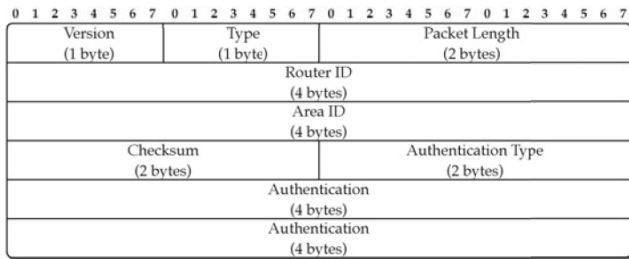 0 1 2 3 4 5 6 7 0 1 2 3 4 5 6 7 0 1 2 3 4 5 6 7 0 1 2 3 4 5 6 7
Version Type Packet Length
(1 byte) (1 byte) (2 bytes)
Router ID
(4 bytes)
Area ID
(4 bytes)
Checksum Authentication Type
(2 bytes) (2 bytes)
Authentication
(4 bytes)
Authentication
(4 bytes)